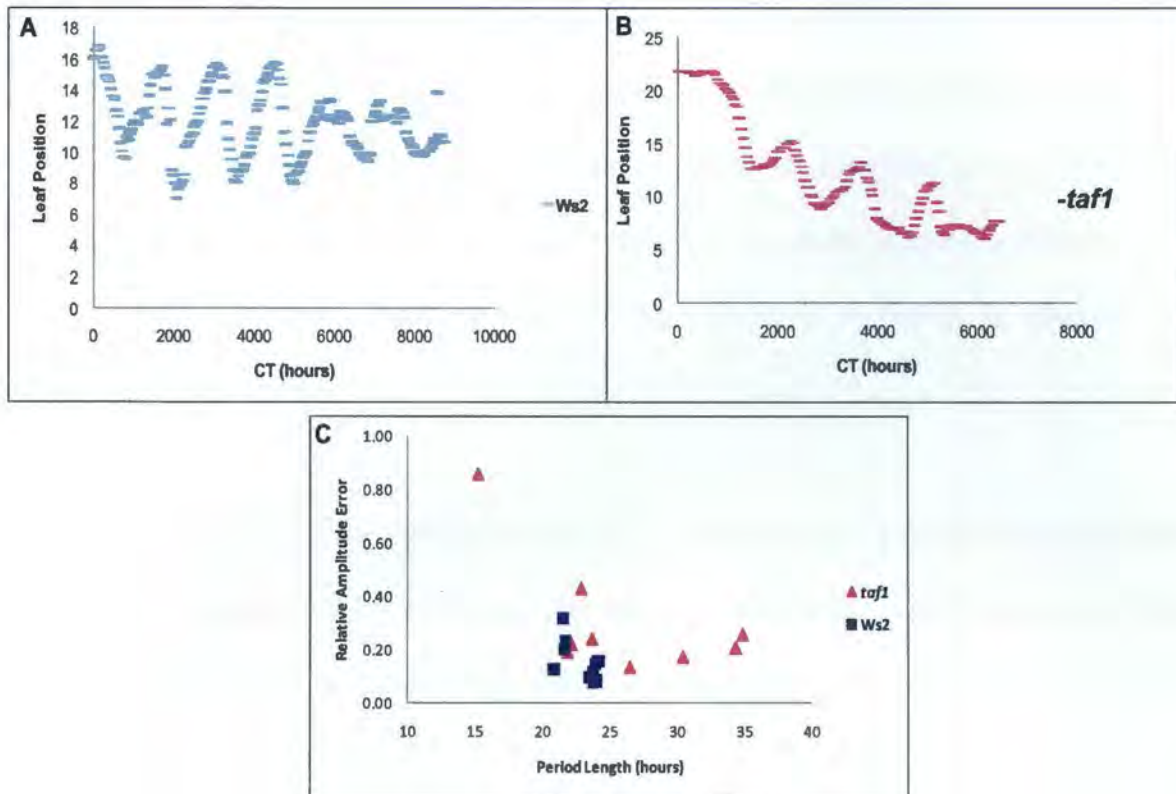 A
18
16
14
12
10
8
6
4
2
0
Leaf Position
0 2000 4000 6000 8000 10000
CT (hours)
Ws2
B
25
20
15
10
5
0
Leaf Position
0 2000 4000 6000 8000
CT (hours)
-taf1
C
1.00
0.80
0.60
0.40
0.20
0.00
Relative Amplitude Error
10 15 20 25 30 35 40
Period Length (hours)
taf1
Ws2